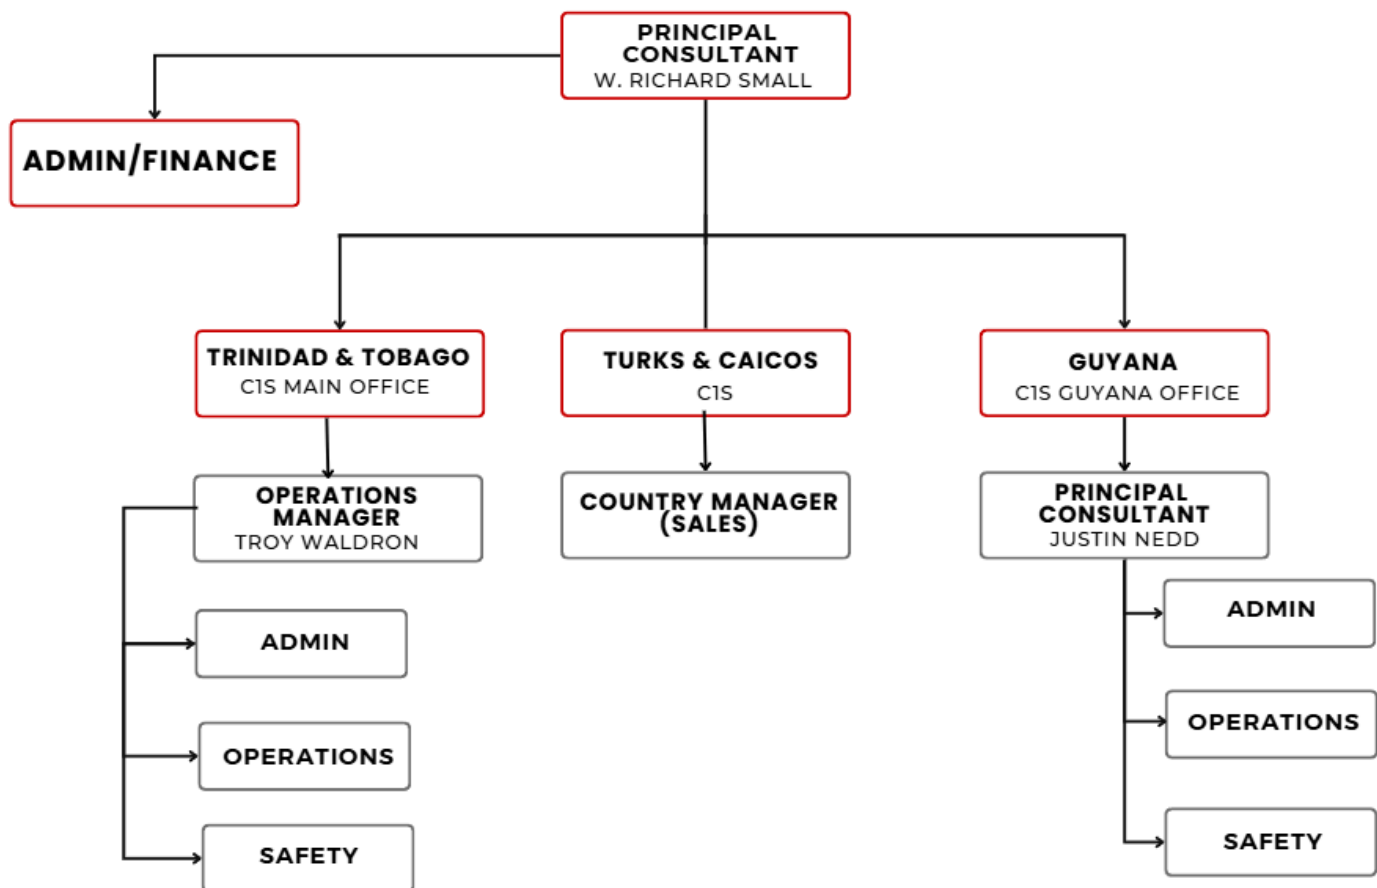 PRINCIPAL
CONSULTANT
W. RICHARD SMALL
ADMIN/FINANCE
TRINIDAD & TOBAGO
C1S MAIN OFFICE
TURKS & CAICOS
C1S
GUYANA
C1S GUYANA OFFICE
OPERATIONS
MANAGER
TROY WALDRON
COUNTRY MANAGER
(SALES)
PRINCIPAL
CONSULTANT
JUSTIN NEDD
ADMIN
OPERATIONS
SAFETY
ADMIN
OPERATIONS
SAFETY